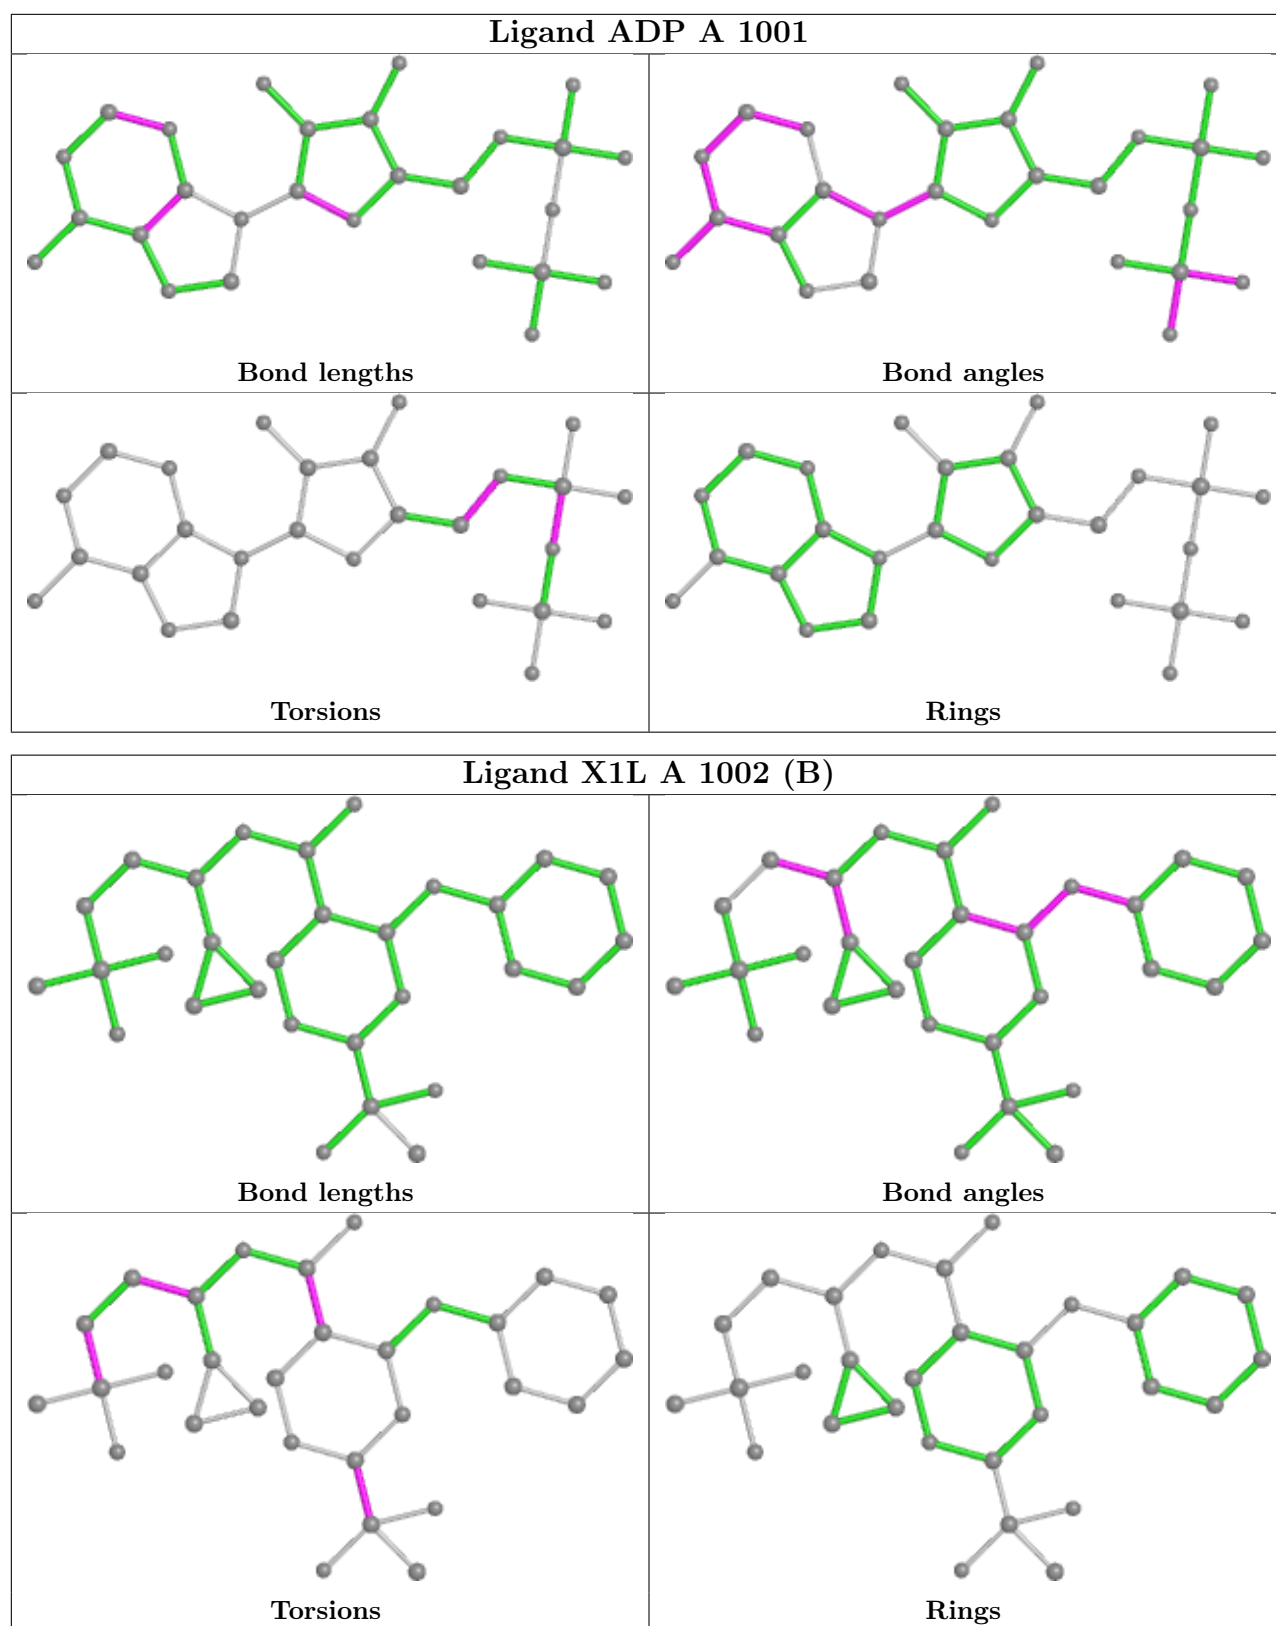 Ligand ADP A 1001
Bond lengths
Bond angles
Torsions
Rings
Ligand X1L A 1002 (B)
Bond lengths
Bond angles
Torsions
Rings